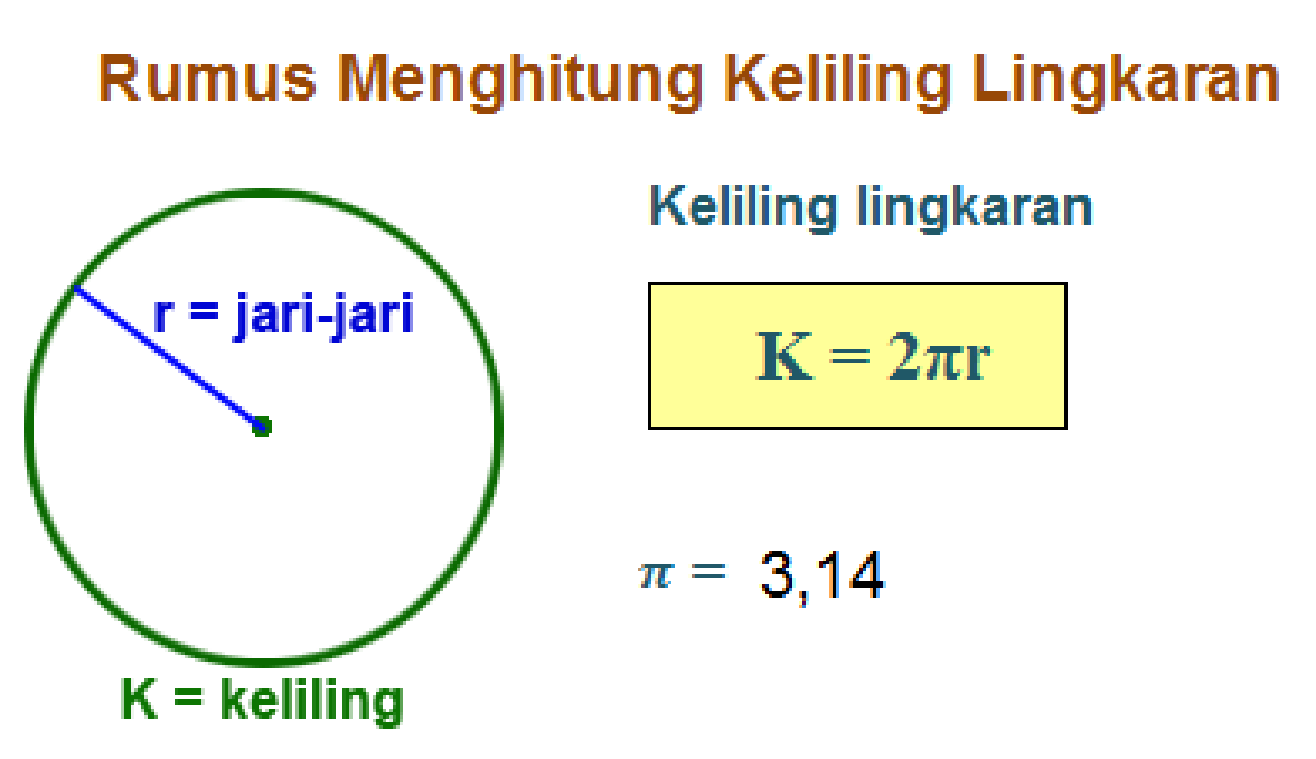 Rumus Menghitung Keliling Lingkaran
Keliling lingkaran
r = jari-jari
K = 2πr
π = 3,14
K = keliling